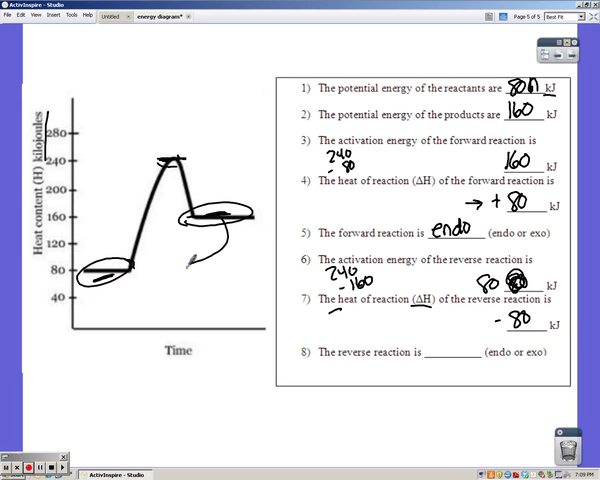 ActivInspire - Studio
File Edit View Insert Tools Help
Untitled energy diagram*
Page 5 of 5 Best Fit
Heat content (H) kilojoules
280
240
200
160
120
80
40
Time
1) The potential energy of the reactants are 80 kJ
2) The potential energy of the products are 160 kJ
3) The activation energy of the forward reaction is
240
- 80
160 kJ
4) The heat of reaction (ΔH) of the forward reaction is
→ + 80 kJ
5) The forward reaction is endo (endo or exo)
6) The activation energy of the reverse reaction is
240
- 160
80 kJ
7) The heat of reaction (ΔH) of the reverse reaction is
- 80 kJ
8) The reverse reaction is __________ (endo or exo)
ActivInspire - Studio
7:09 PM